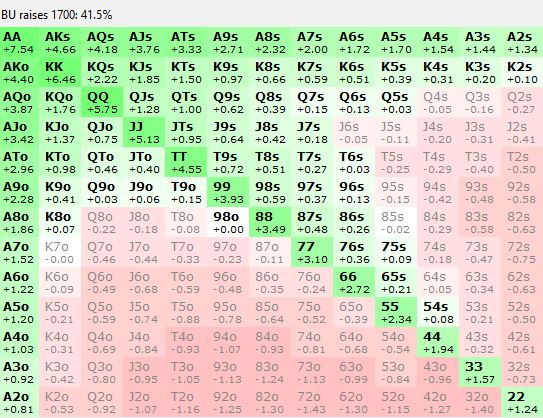 BU raises 1700: 41.5%
AA AKs AQs AJs ATs A9s A8s A7s A6s A5s A4s A3s A2s
+7.54 +4.66 +4.18 +3.76 +3.33 +2.71 +2.32 +2.00 +1.72 +1.70 +1.54 +1.44 +1.34
AKo KK KQs KJs KTs K9s K8s K7s K6s K5s K4s K3s K2s
+4.40 +6.46 +2.22 +1.85 +1.50 +0.97 +0.66 +0.59 +0.51 +0.39 +0.31 +0.20 +0.10
AQo KQo QQ QJs QTs Q9s Q8s Q7s Q6s Q5s Q4s Q3s Q2s
+3.87 +1.76 +5.75 +1.28 +1.00 +0.62 +0.39 +0.15 +0.13 +0.03 -0.05 -0.16 -0.27
AJo KJo QJo JJ JTs J9s J8s J7s J6s J5s J4s J3s J2s
+3.42 +1.37 +0.75 +5.13 +0.95 +0.64 +0.42 +0.18 -0.05 -0.11 -0.20 -0.31 -0.41
ATo KTo QTo JTo TT T9s T8s T7s T6s T5s T4s T3s T2s
+2.96 +0.98 +0.46 +0.40 +4.55 +0.72 +0.51 +0.27 +0.03 -0.25 -0.29 -0.40 -0.50
A9o K9o Q9o J9o T9o 99 98s 97s 96s 95s 94s 93s 92s
+2.28 +0.41 +0.03 +0.06 +0.15 +3.93 +0.59 +0.37 +0.13 -0.15 -0.42 -0.48 -0.58
A8o K8o Q8o J8o T8o 98o 88 87s 86s 85s 84s 83s 82s
+1.86 +0.07 -0.22 -0.18 -0.08 +0.00 +3.49 +0.48 +0.26 -0.02 -0.29 -0.58 -0.63
A7o K7o Q7o J7o T7o 97o 87o 77 76s 75s 74s 73s 72s
+1.52 -0.00 -0.46 -0.44 -0.33 -0.23 -0.11 +3.10 +0.36 +0.09 -0.18 -0.47 -0.75
A6o K6o Q6o J6o T6o 96o 86o 76o 66 65s 64s 63s 62s
+1.22 -0.10 -0.49 -0.68 -0.59 -0.48 -0.35 -0.24 +2.72 +0.21 -0.05 -0.34 -0.63
A5o K5o Q5o J5o T5o 95o 85o 75o 65o 55 54s 53s 52s
+1.20 -0.21 -0.59 -0.74 -0.88 -0.78 -0.64 -0.52 -0.39 +2.34 +0.08 -0.21 -0.50
A4o K4o Q4o J4o T4o 94o 84o 74o 64o 54o 44 43s 42s
+1.03 -0.31 -0.69 -0.84 -0.93 -1.07 -0.93 -0.81 -0.68 -0.54 +1.94 -0.32 -0.61
A3o K3o Q3o J3o T3o 93o 83o 73o 63o 53o 43o 33 32s
+0.92 -0.42 -0.80 -0.95 -1.05 -1.13 -1.24 -1.13 -0.99 -0.84 -0.96 +1.57 -0.73
A2o K2o Q2o J2o T2o 92o 82o 72o 62o 52o 42o 32o 22
+0.81 -0.53 -0.92 -1.07 -1.16 -1.25 -1.30 -1.43 -1.30 -1.15 -1.27 -1.40 +1.24